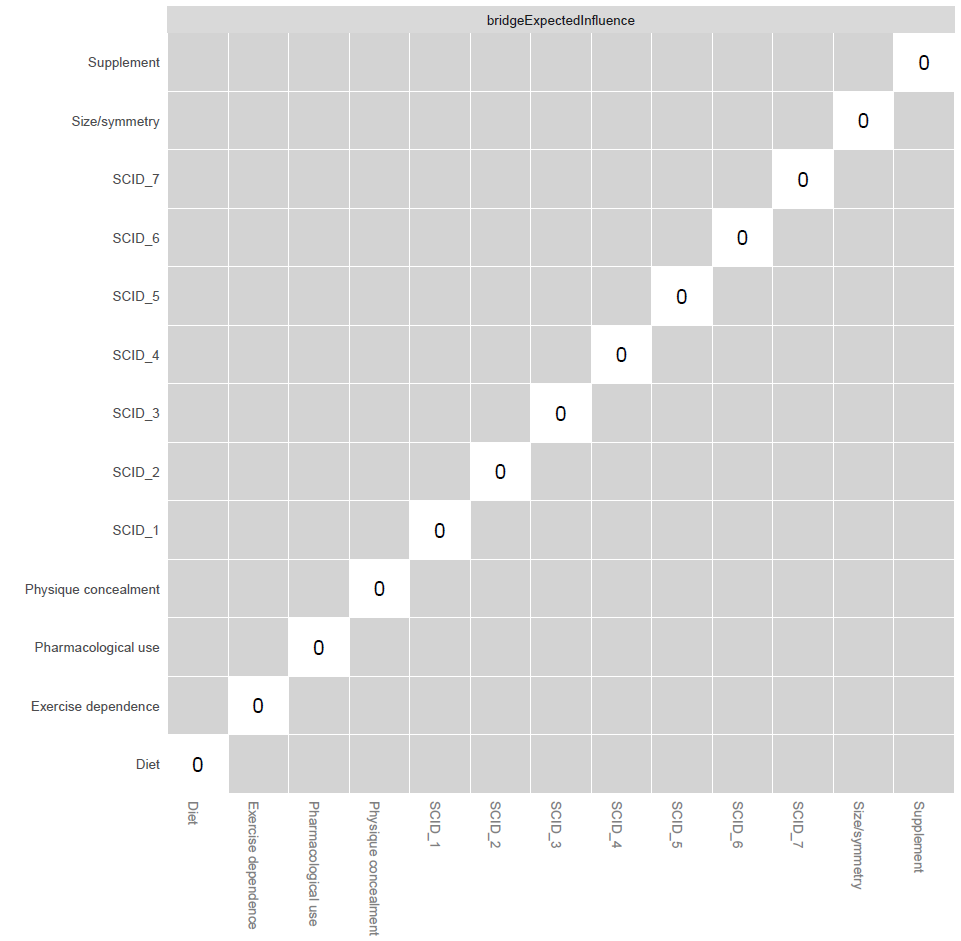 bridgeExpectedInfluence
Supplement 0
Size/symmetry 0
SCID_7 0
SCID_6 0
SCID_5 0
SCID_4 0
SCID_3 0
SCID_2 0
SCID_1 0
Physique concealment 0
Pharmacological use 0
Exercise dependence 0
Diet 0
Diet
Exercise dependence
Pharmacological use
Physique concealment
SCID_1
SCID_2
SCID_3
SCID_4
SCID_5
SCID_6
SCID_7
Size/symmetry
Supplement